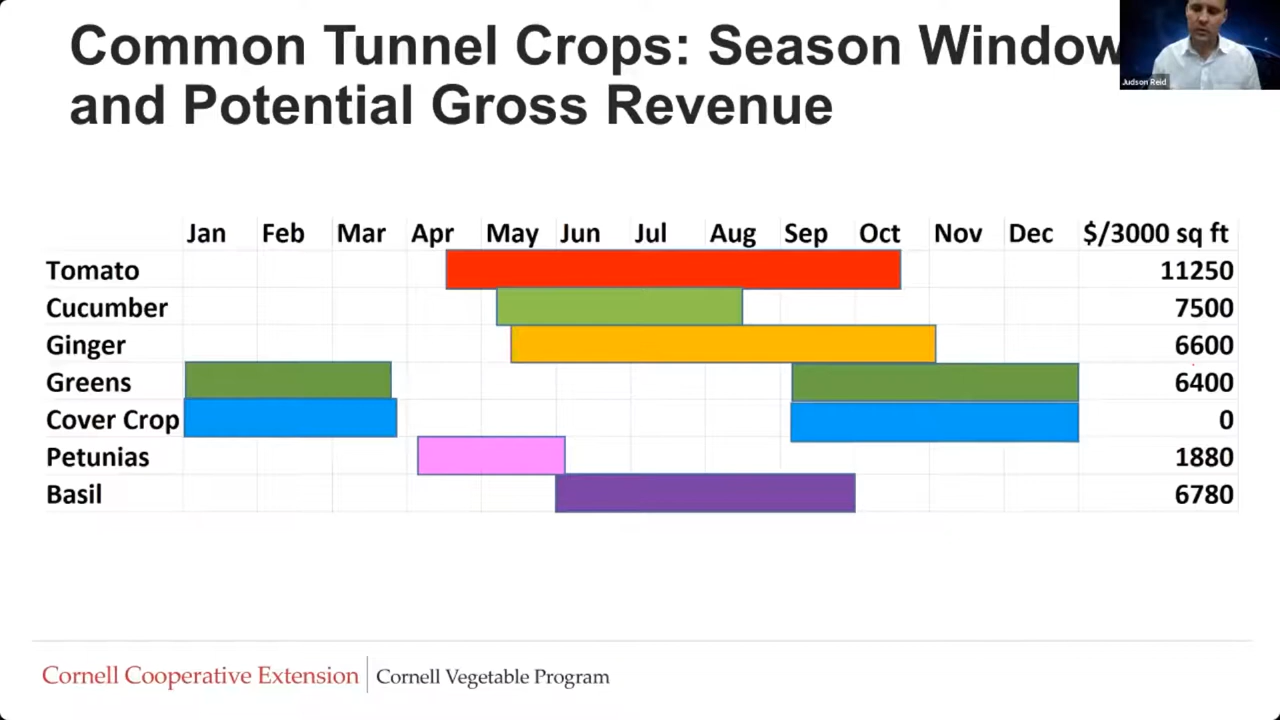 Common Tunnel Crops: Season Window
and Potential Gross Revenue
Judson Reid
Jan Feb Mar Apr May Jun Jul Aug Sep Oct Nov Dec $/3000 sq ft
Tomato 11250
Cucumber 7500
Ginger 6600
Greens 6400
Cover Crop 0
Petunias 1880
Basil 6780
Cornell Cooperative Extension | Cornell Vegetable Program